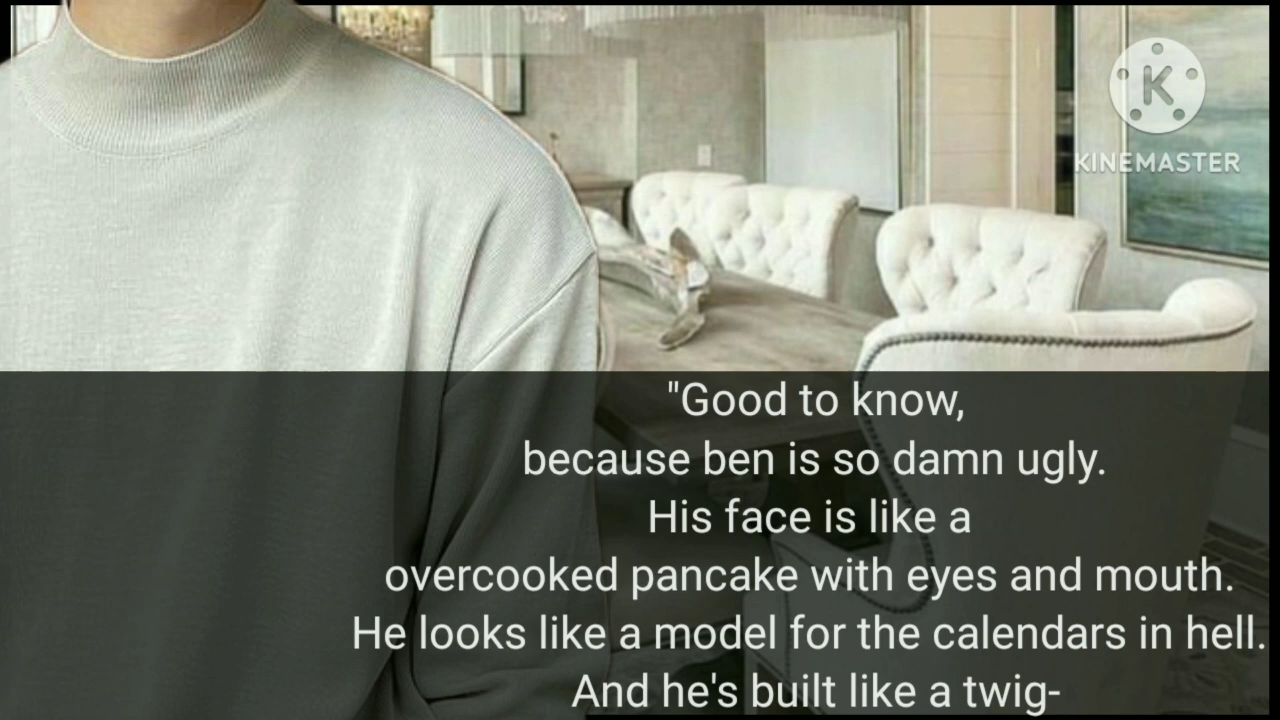 K
KINEMASTER
"Good to know,
because ben is so damn ugly.
His face is like a
overcooked pancake with eyes and mouth.
He looks like a model for the calendars in hell.
And he's built like a twig-